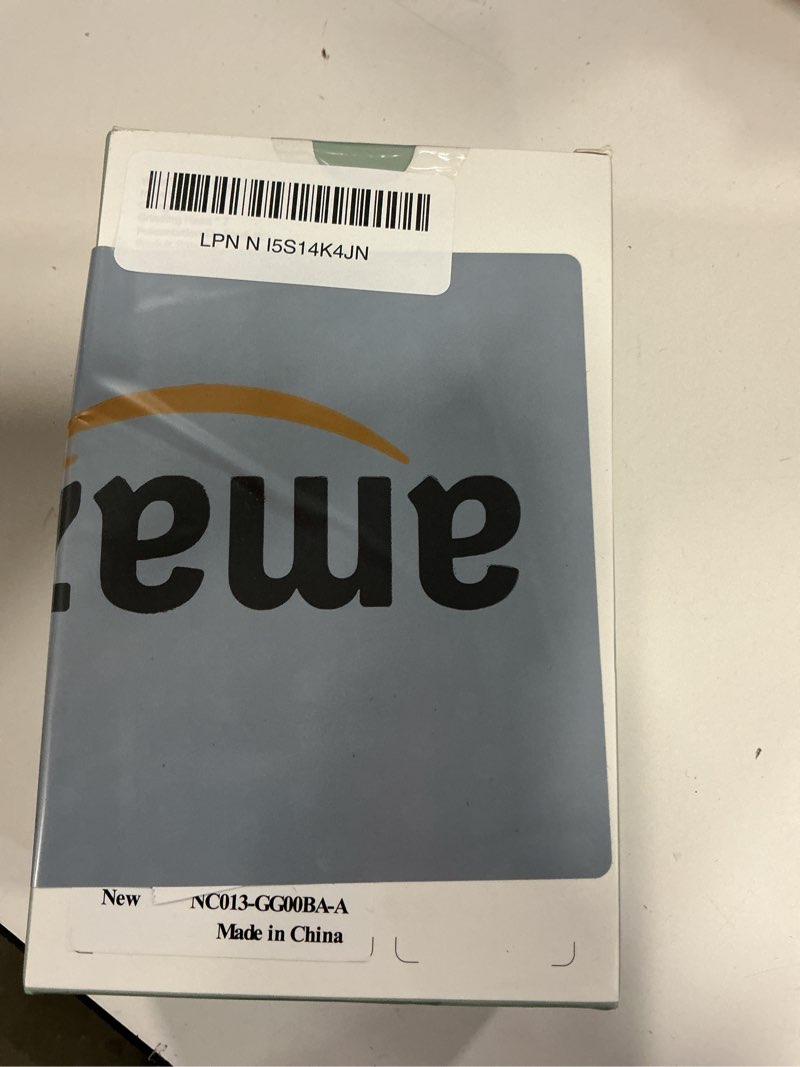 LPN N I5S14K4JN
amaz
New NC013-GG00BA-A
Made in China